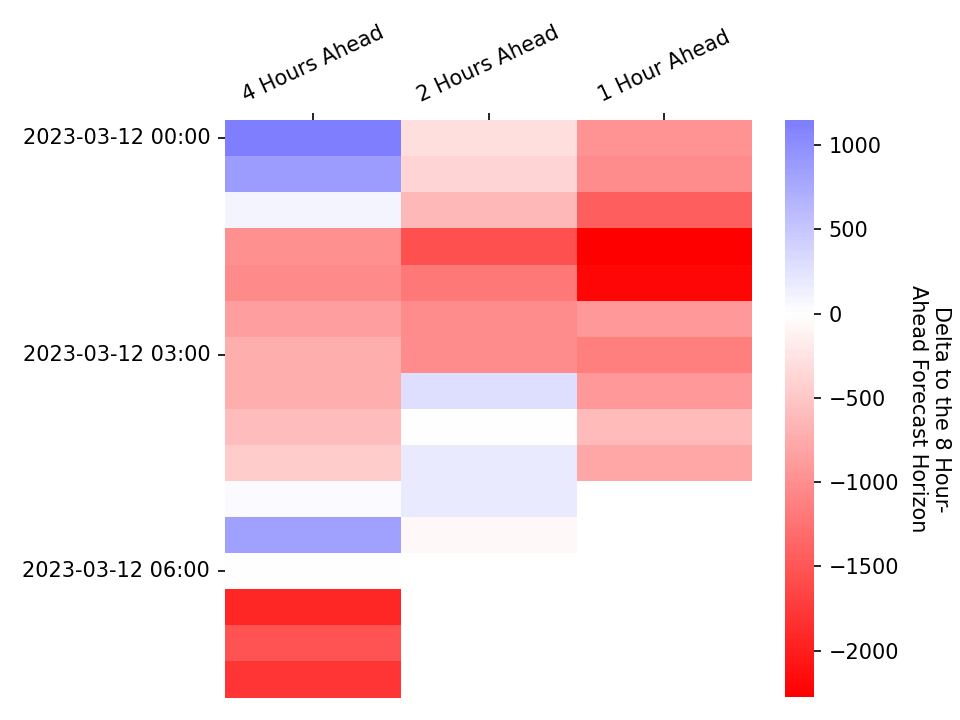 4 Hours Ahead
2 Hours Ahead
1 Hour Ahead
2023-03-12 00:00
2023-03-12 03:00
2023-03-12 06:00
1000
500
0
−500
−1000
−1500
−2000
Delta to the 8 Hour-
Ahead Forecast Horizon